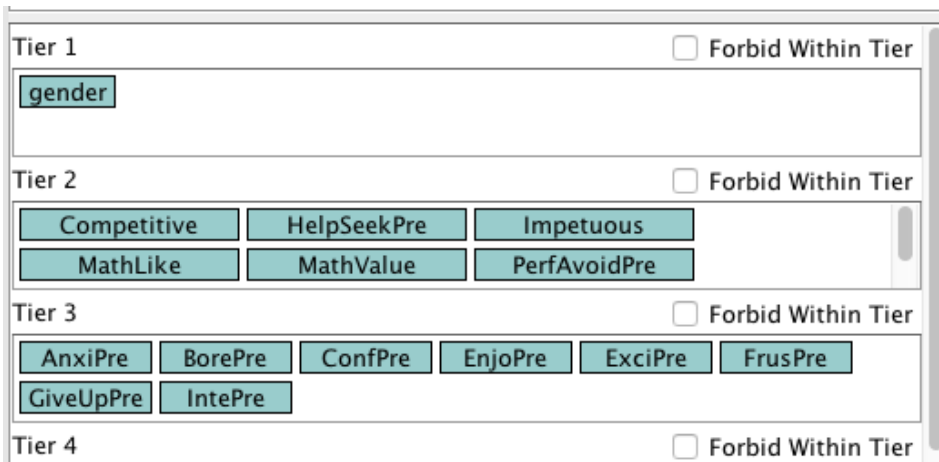 Tier 1 Forbid Within Tier
gender
Tier 2 Forbid Within Tier
Competitive HelpSeekPre Impetuous
MathLike MathValue PerfAvoidPre
Tier 3 Forbid Within Tier
AnxiPre BorePre ConfPre EnjoPre ExciPre FrusPre
GiveUpPre IntePre
Tier 4 Forbid Within Tier